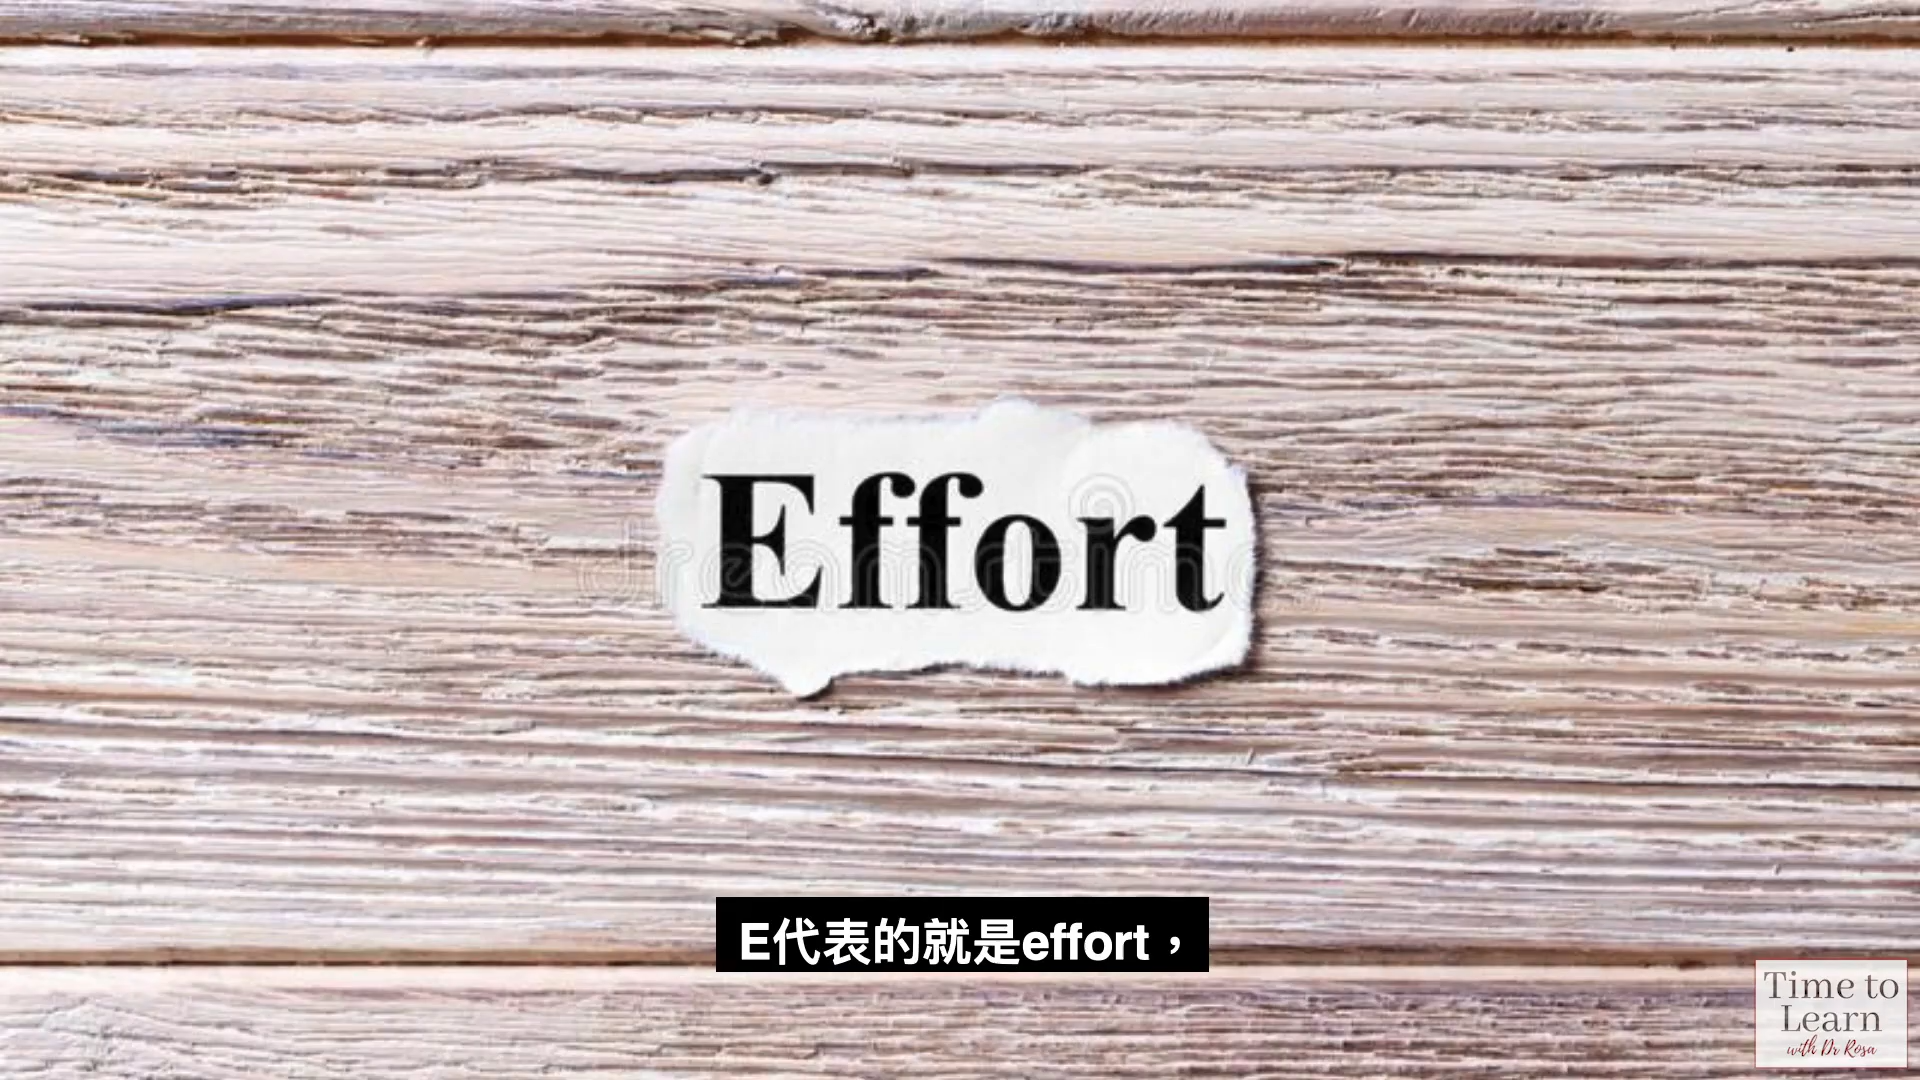 Effort
dreamstime
E代表的就是effort，
Time to
Learn
with Dr Rosa